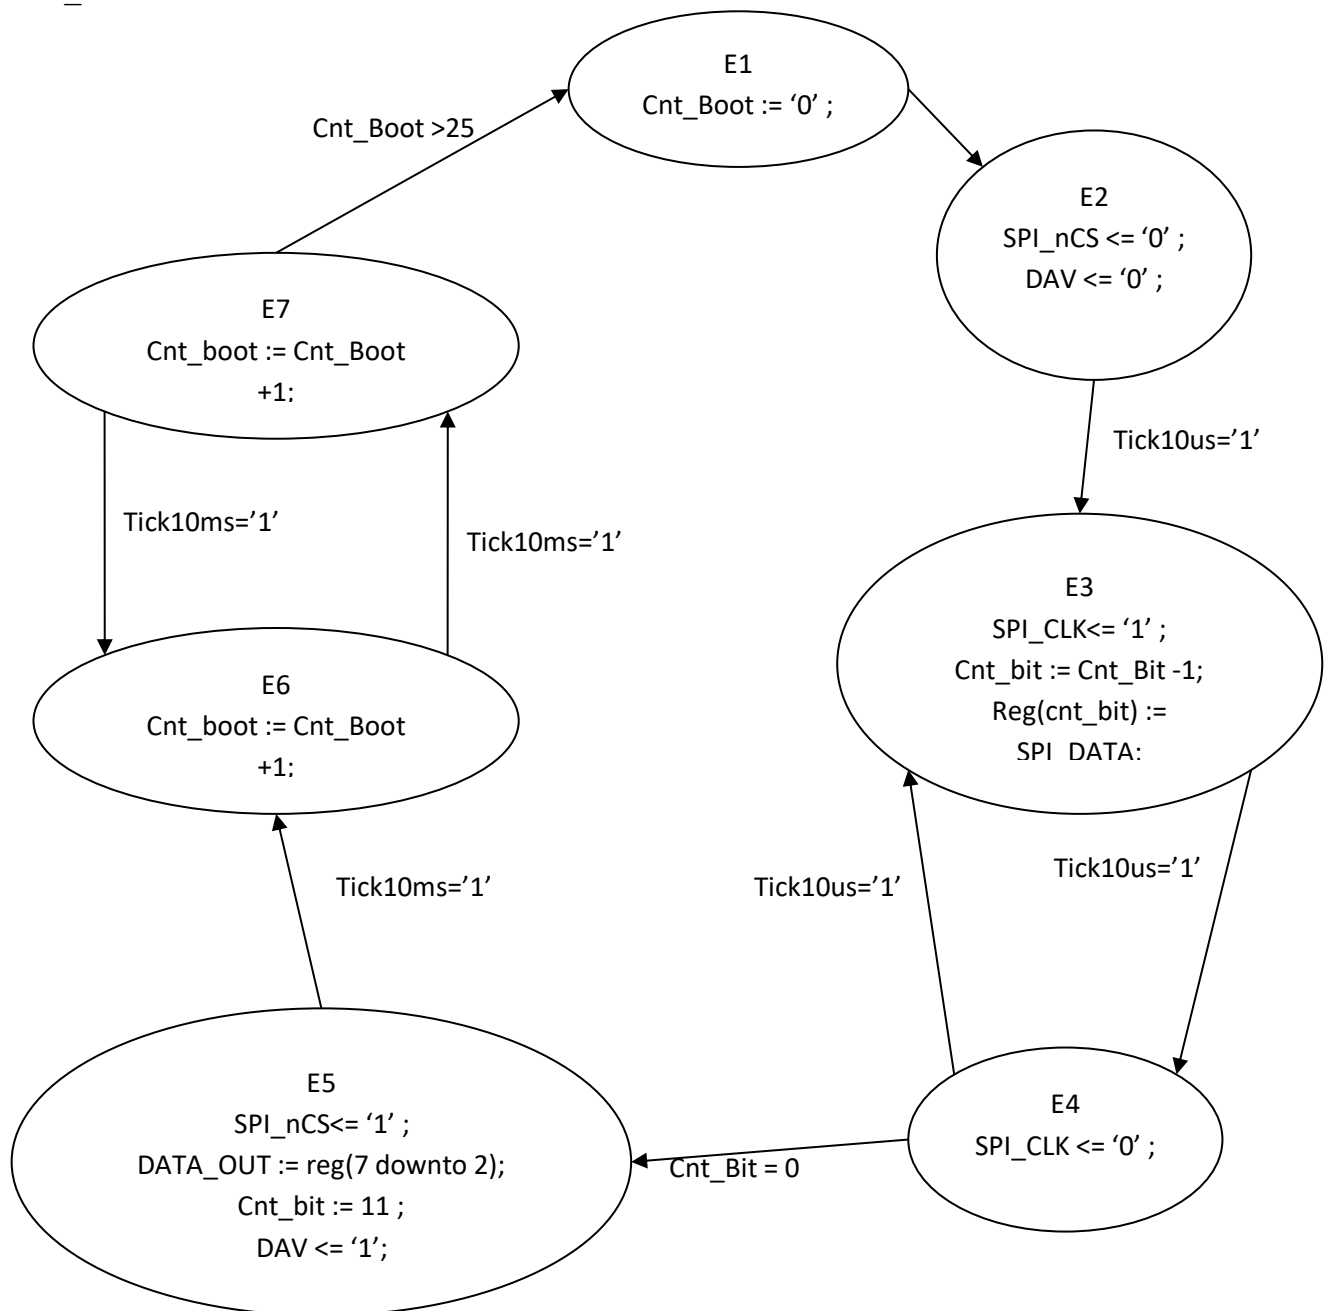 E1
Cnt_Boot := ‘0’ ;
Cnt_Boot >25
E2
SPI_nCS <= ‘0’ ;
DAV <= ‘0’ ;
E7
Cnt_boot := Cnt_Boot
+1;
Tick10us=’1’
Tick10ms=’1’
Tick10ms=’1’
E3
SPI_CLK<= ‘1’ ;
Cnt_bit := Cnt_Bit -1;
Reg(cnt_bit) :=
SPI_DATA;
E6
Cnt_boot := Cnt_Boot
+1;
Tick10ms=’1’
Tick10us=’1’
Tick10us=’1’
E5
SPI_nCS<= ‘1’ ;
DATA_OUT := reg(7 downto 2);
Cnt_bit := 11 ;
DAV <= ‘1’;
E4
SPI_CLK <= ‘0’ ;
Cnt_Bit = 0